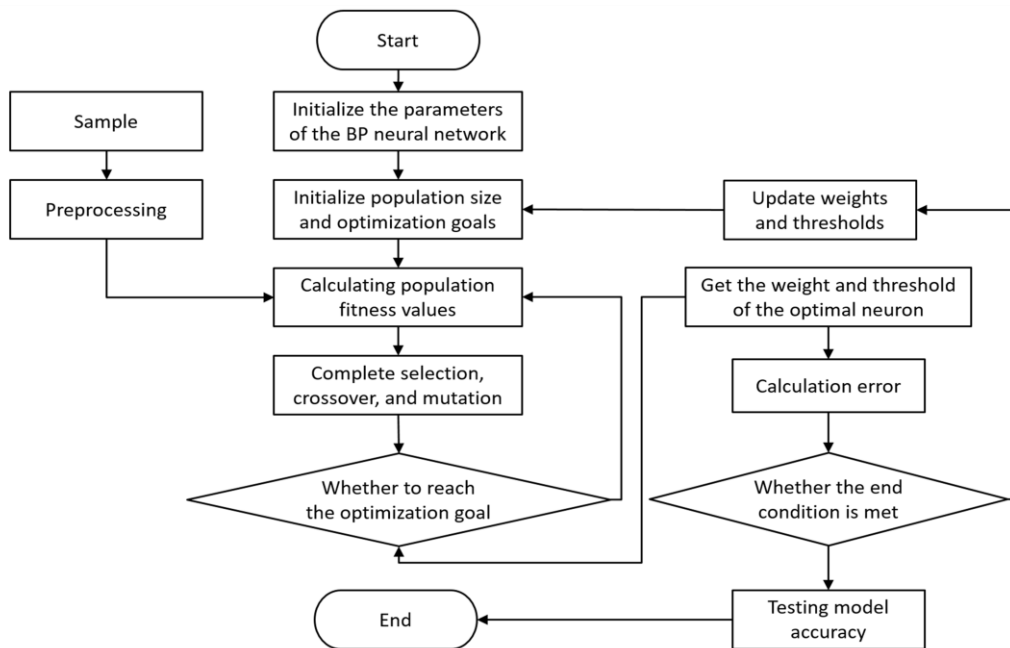 Start
Sample
Initialize the parameters
of the BP neural network
Preprocessing
Initialize population size
and optimization goals
Update weights
and thresholds
Calculating population
fitness values
Get the weight and threshold
of the optimal neuron
Complete selection,
crossover, and mutation
Calculation error
Whether to reach
the optimization goal
Whether the end
condition is met
End
Testing model
accuracy